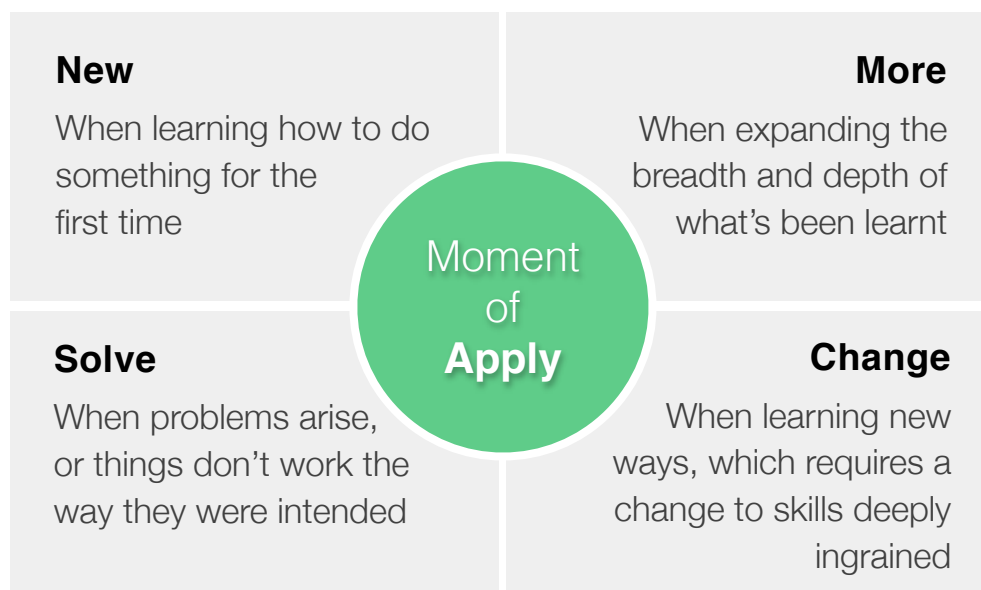 New
When learning how to do
something for the
first time
More
When expanding the
breadth and depth of
what’s been learnt
Moment
of
Apply
Solve
When problems arise,
or things don’t work the
way they were intended
Change
When learning new
ways, which requires a
change to skills deeply
ingrained